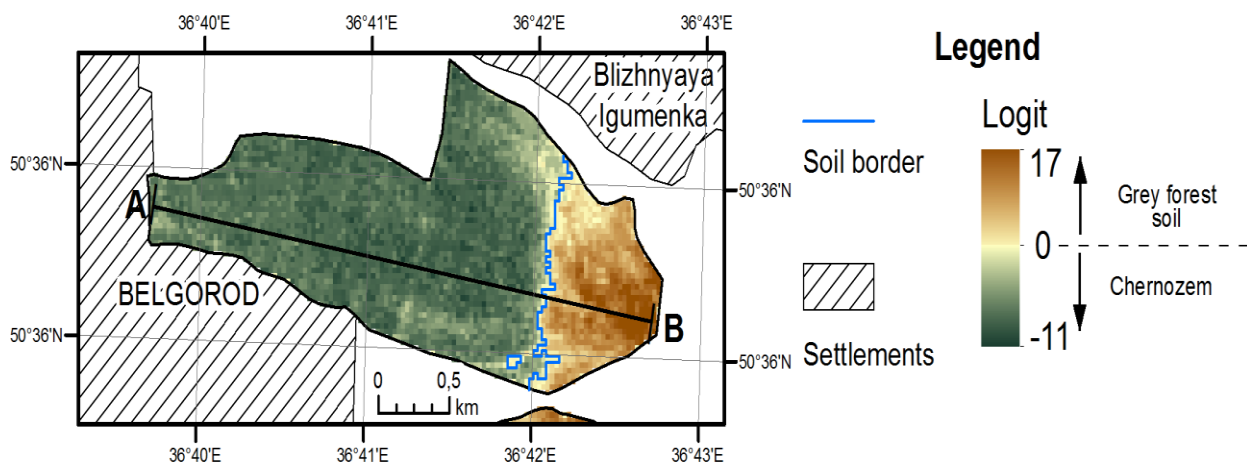 36°40'E 36°41'E 36°42'E 36°43'E
Blizhnyaya
Igumenka
50°36'N
50°36'N
A
BELGOROD
B
50°36'N
50°36'N
0 0,5
km
36°40'E 36°41'E 36°42'E 36°43'E
Legend
Soil border
Settlements
Logit
17
0
-11
Grey forest
soil
Chernozem